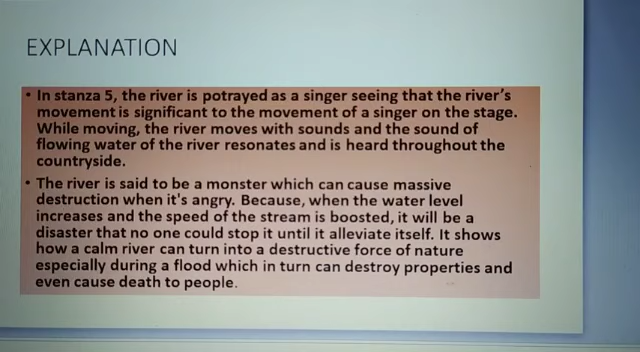 EXPLANATION
• In stanza 5, the river is potrayed as a singer seeing that the river's
movement is significant to the movement of a singer on the stage.
While moving, the river moves with sounds and the sound of
flowing water of the river resonates and is heard throughout the
countryside.
• The river is said to be a monster which can cause massive
destruction when it's angry. Because, when the water level
increases and the speed of the stream is boosted, it will be a
disaster that no one could stop it until it alleviate itself. It shows
how a calm river can turn into a destructive force of nature
especially during a flood which in turn can destroy properties and
even cause death to people.